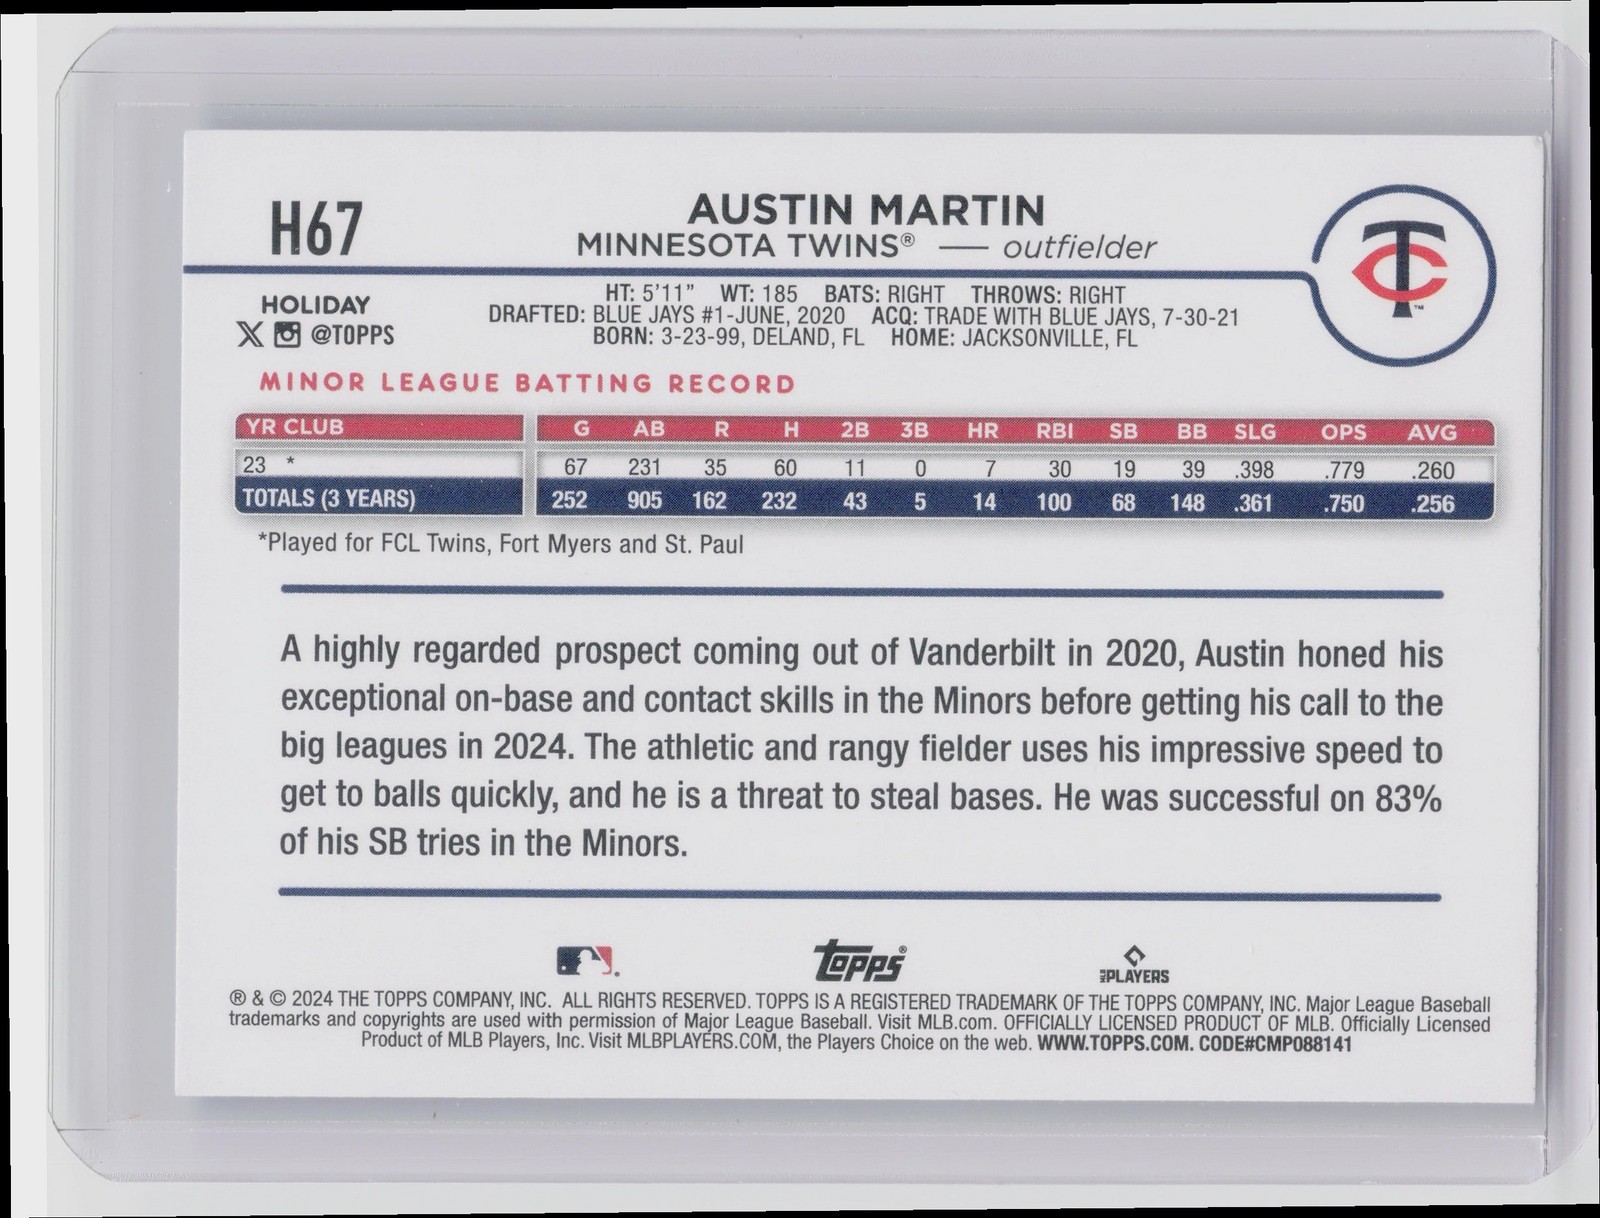 H67
AUSTIN MARTIN
MINNESOTA TWINS® — outfielder
TC™
HOLIDAY
X @TOPPS
HT: 5'11" WT: 185 BATS: RIGHT THROWS: RIGHT
DRAFTED: BLUE JAYS #1-JUNE, 2020 ACQ: TRADE WITH BLUE JAYS, 7-30-21
BORN: 3-23-99, DELAND, FL HOME: JACKSONVILLE, FL
MINOR LEAGUE BATTING RECORD
YR CLUB G AB R H 2B 3B HR RBI SB BB SLG OPS AVG
23 * 67 231 35 60 11 0 7 30 19 39 .398 .779 .260
TOTALS (3 YEARS) 252 905 162 232 43 5 14 100 68 148 .361 .750 .256
*Played for FCL Twins, Fort Myers and St. Paul
A highly regarded prospect coming out of Vanderbilt in 2020, Austin honed his
exceptional on-base and contact skills in the Minors before getting his call to the
big leagues in 2024. The athletic and rangy fielder uses his impressive speed to
get to balls quickly, and he is a threat to steal bases. He was successful on 83%
of his SB tries in the Minors.
Topps® MLB PLAYERS
® & © 2024 THE TOPPS COMPANY, INC. ALL RIGHTS RESERVED. TOPPS IS A REGISTERED TRADEMARK OF THE TOPPS COMPANY, INC. Major League Baseball
trademarks and copyrights are used with permission of Major League Baseball. Visit MLB.com. OFFICIALLY LICENSED PRODUCT OF MLB. Officially Licensed
Product of MLB Players, Inc. Visit MLBPLAYERS.COM, the Players Choice on the web. WWW.TOPPS.COM. CODE#CMP088141